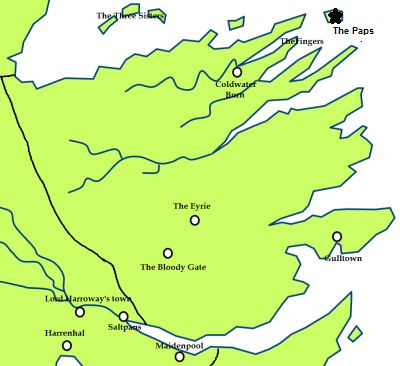 The Three Sisters
The Paps
The Fingers
Coldwater
Burn
The Eyrie
The Bloody Gate
Gulltown
Lord Harroway's town
Saltpans
Harrenhal
Maidenpool